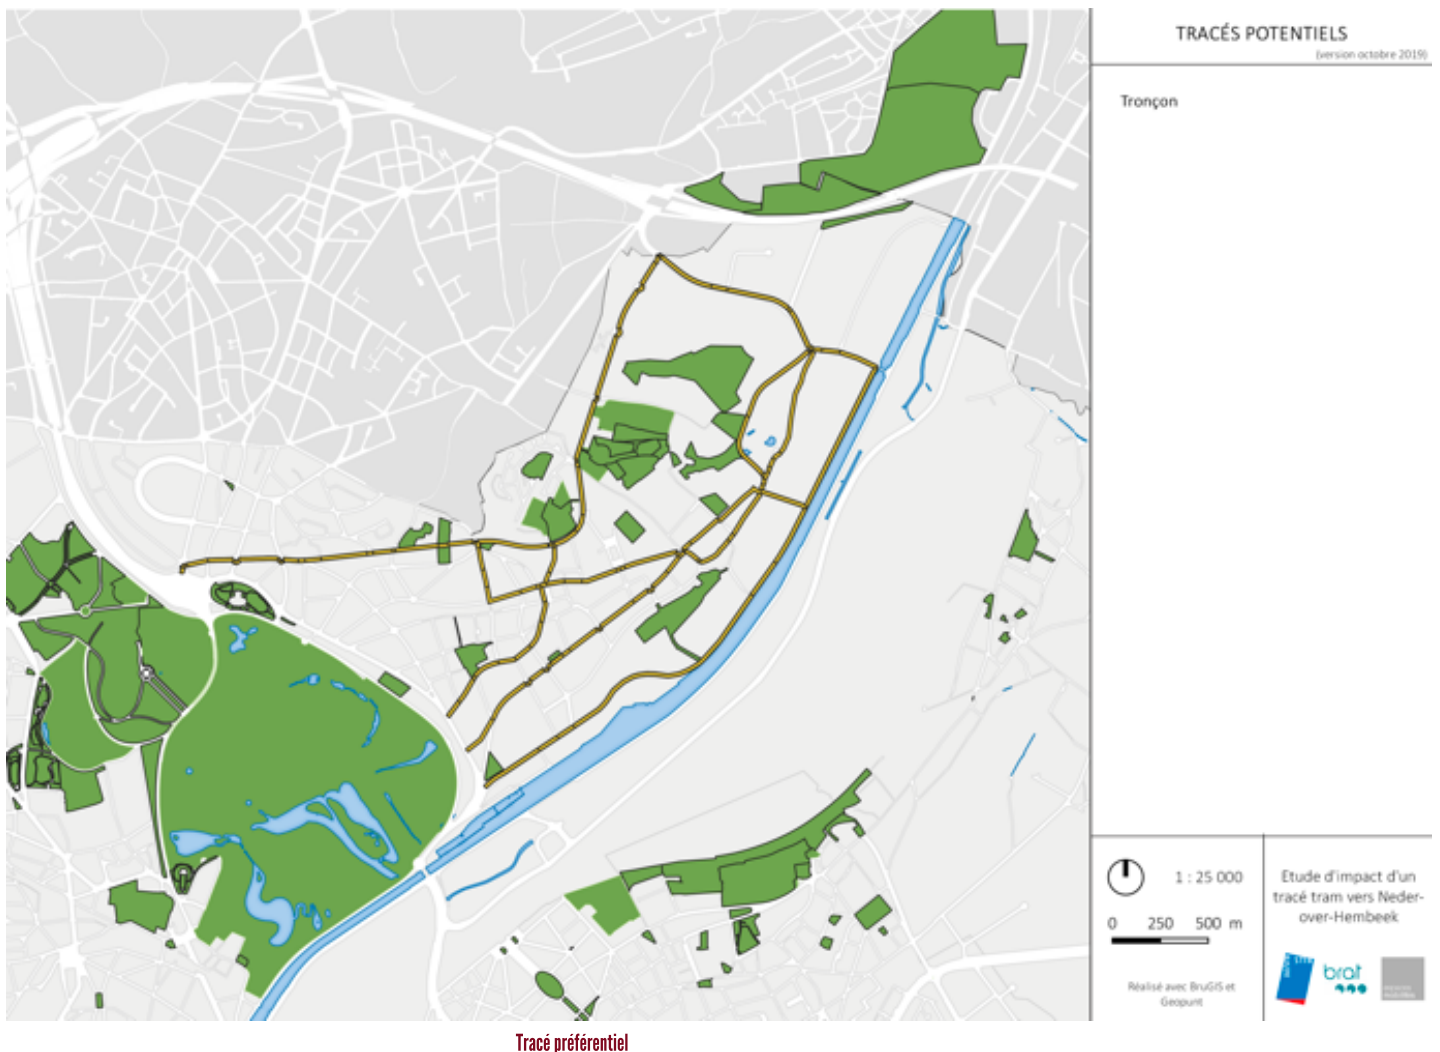 TRACÉS POTENTIELS
(version octobre 2019)
Tronçon
1 : 25 000
0 250 500 m
Réalisé avec BruGIS et
Geopunt
Etude d'impact d'un
tracé tram vers Neder-
over-Hembeek
brat
Tracé préférentiel